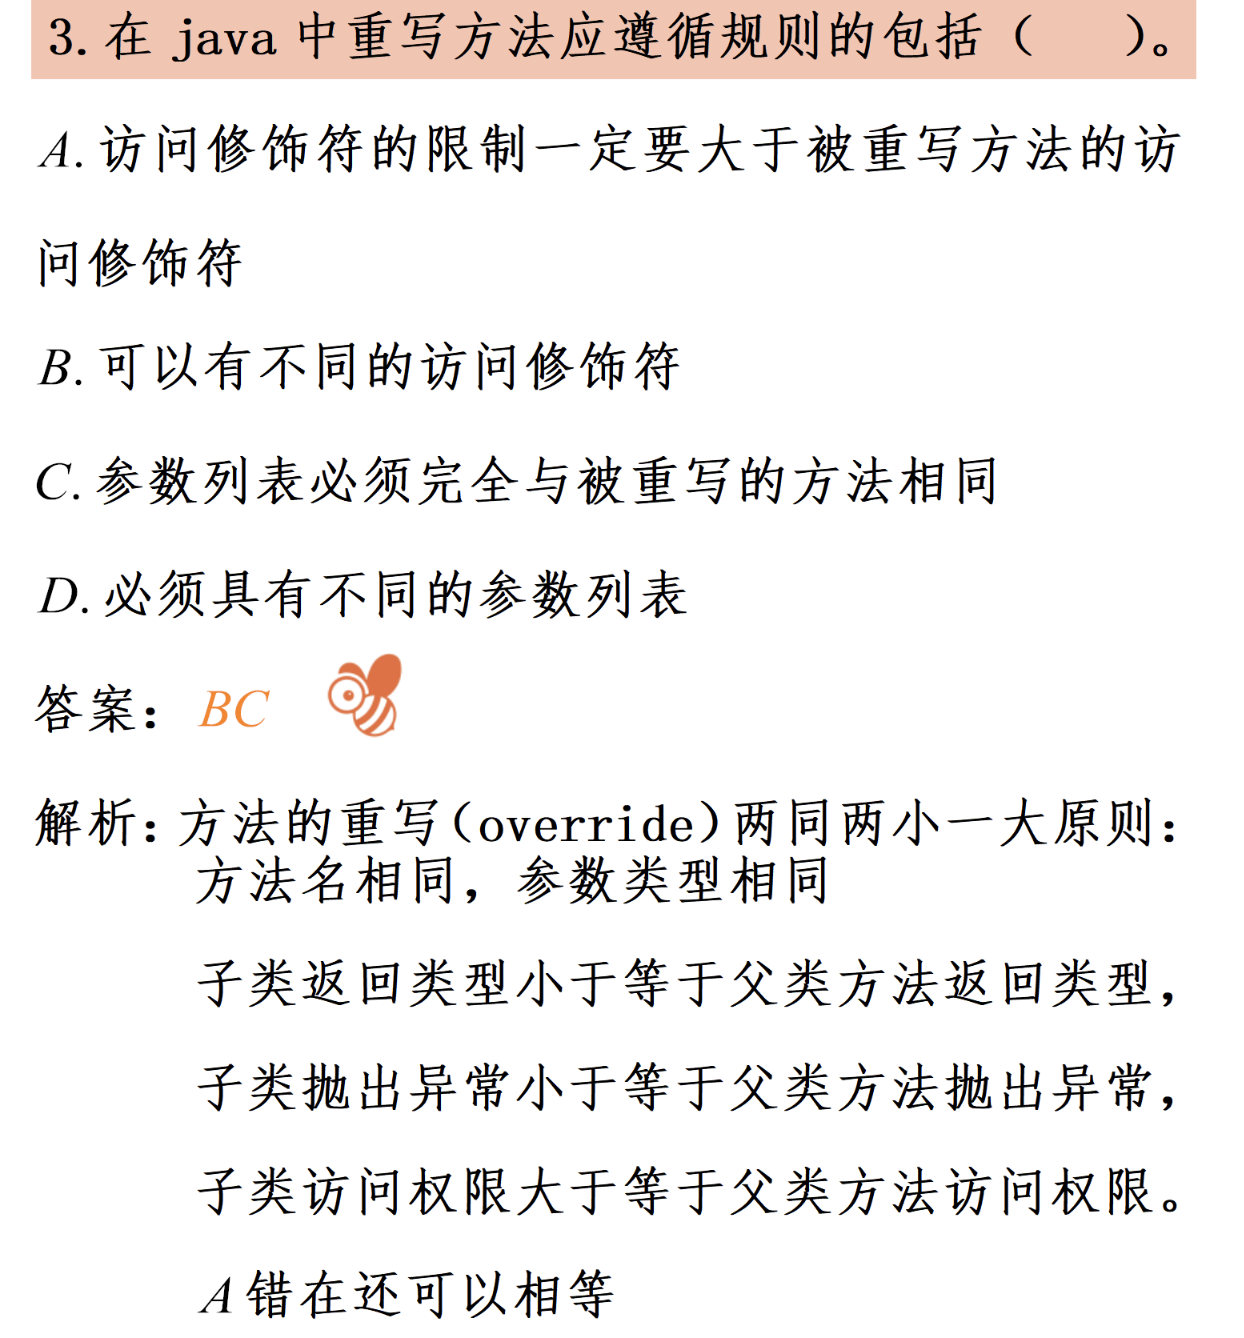 3. 在 java 中重写方法应遵循规则的包括（　　）。
A. 访问修饰符的限制一定要大于被重写方法的访
问修饰符
B. 可以有不同的访问修饰符
C. 参数列表必须完全与被重写的方法相同
D. 必须具有不同的参数列表
答案：BC
解析：方法的重写（override）两同两小一大原则：
方法名相同，参数类型相同
子类返回类型小于等于父类方法返回类型，
子类抛出异常小于等于父类方法抛出异常，
子类访问权限大于等于父类方法访问权限。
A 错在还可以相等